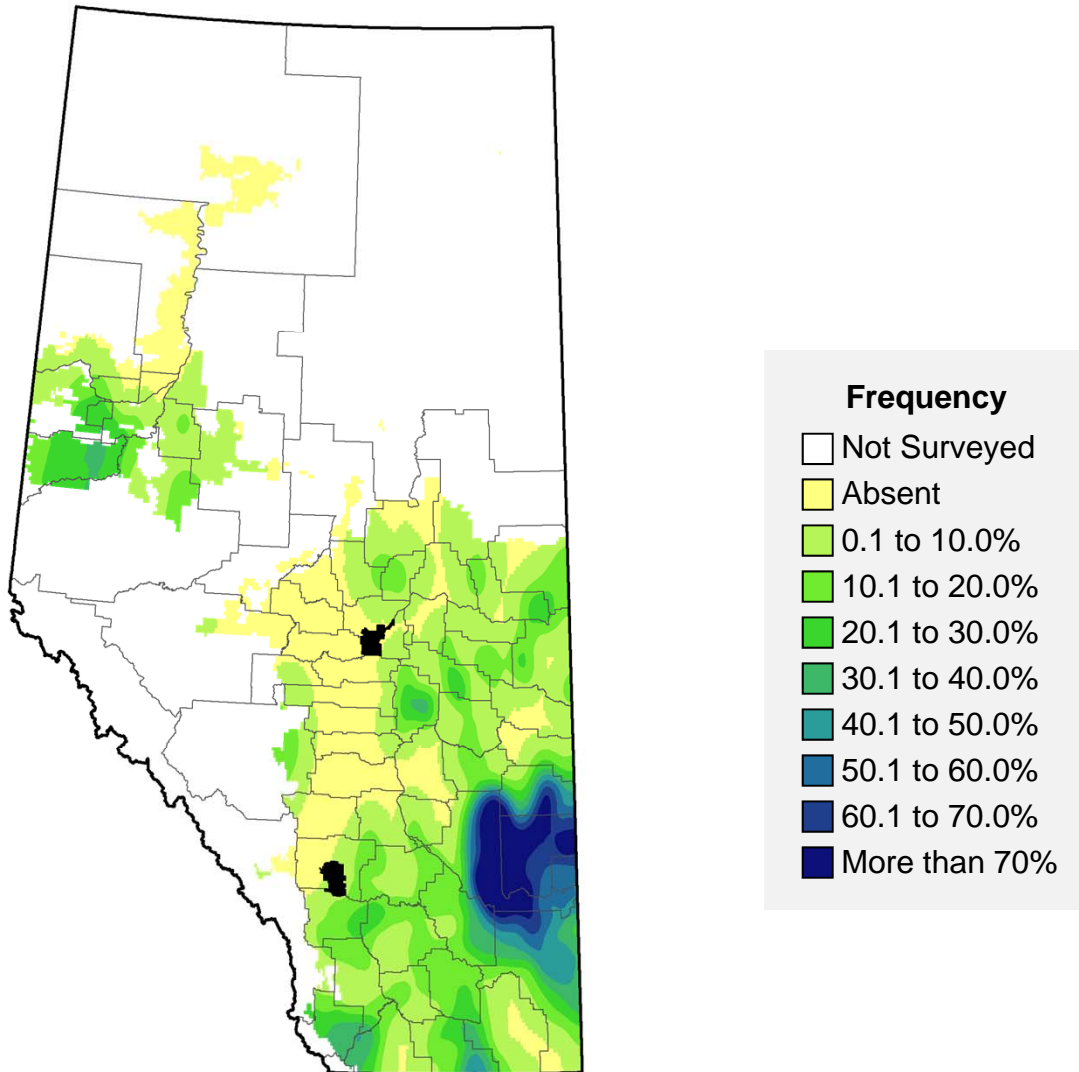 Frequency
Not Surveyed
Absent
0.1 to 10.0%
10.1 to 20.0%
20.1 to 30.0%
30.1 to 40.0%
40.1 to 50.0%
50.1 to 60.0%
60.1 to 70.0%
More than 70%